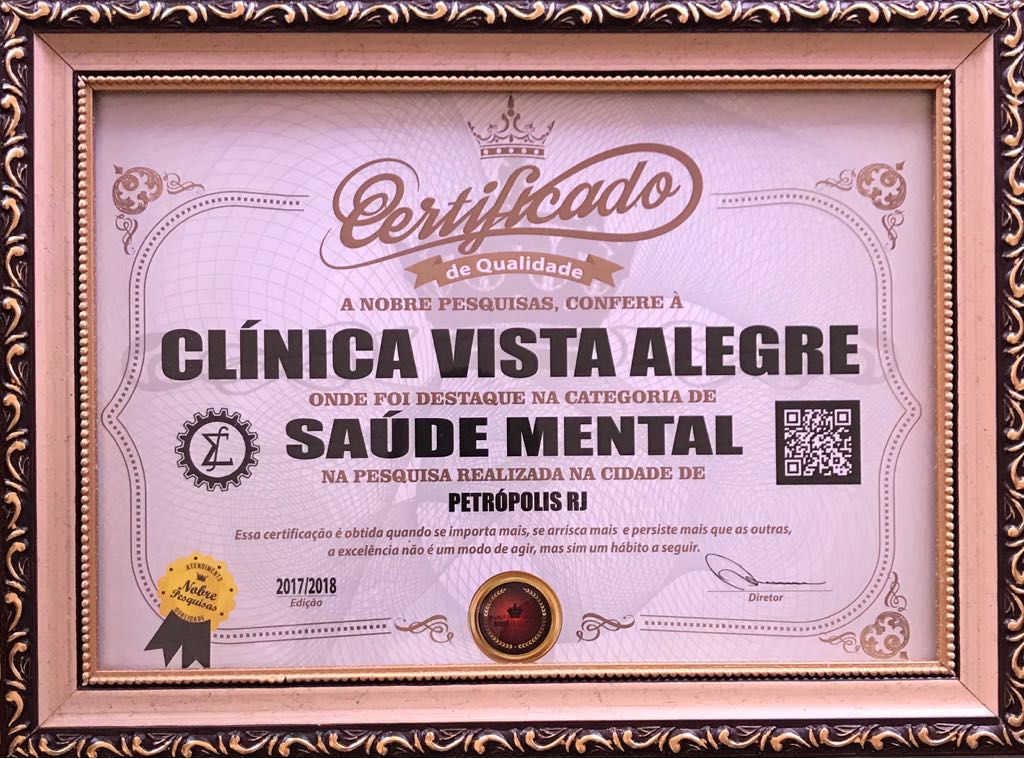 Certificado
de Qualidade
A NOBRE PESQUISAS, CONFERE À
CLÍNICA VISTA ALEGRE
ONDE FOI DESTAQUE NA CATEGORIA DE
SAÚDE MENTAL
NA PESQUISA REALIZADA NA CIDADE DE
PETRÓPOLIS RJ
Essa certificação é obtida quando se importa mais, se arrisca mais e persiste mais que as outras,
a excelência não é um modo de agir, mas sim um hábito a seguir.
ATENDIMENTO
Nobre
Pesquisas
QUALIDADE
2017/2018
Edição
Diretor